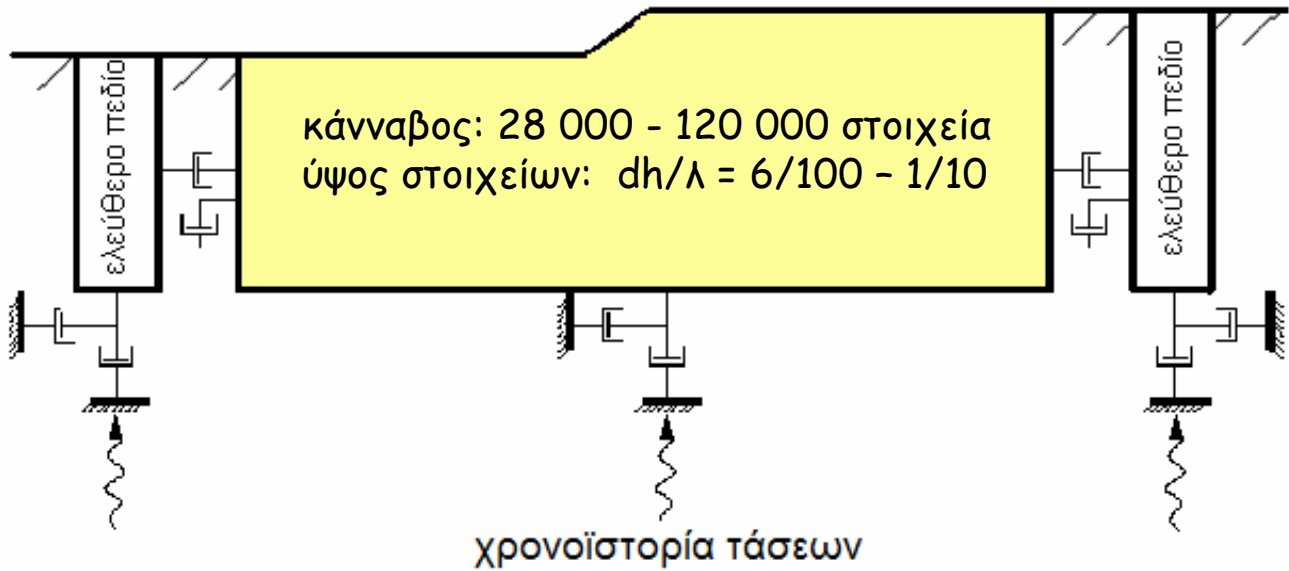 κάνναβος: 28 000 - 120 000 στοιχεία
ύψος στοιχείων: dh/λ = 6/100 – 1/10
ελεύθερο πεδίο
ελεύθερο πεδίο
χρονοϊστορία τάσεων